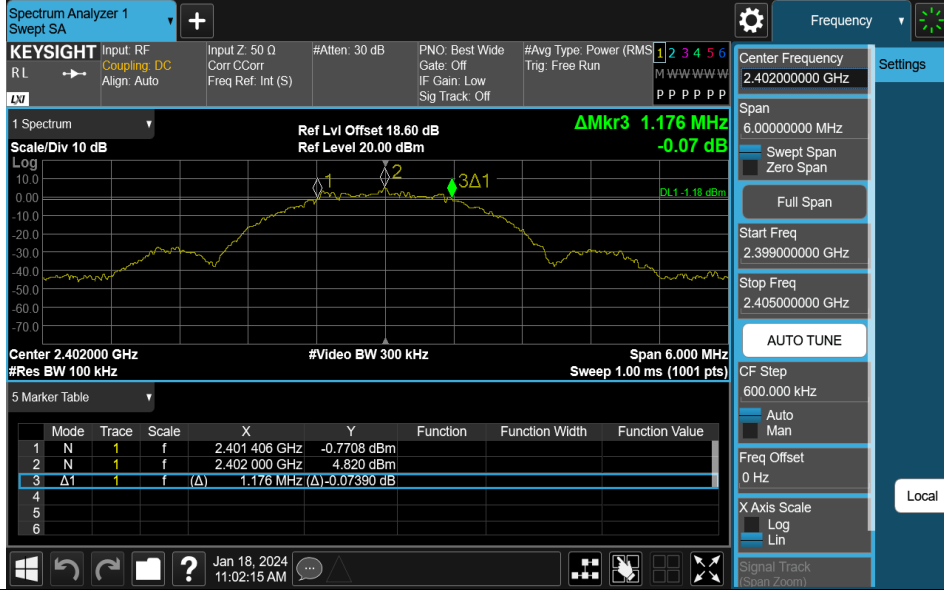 Spectrum Analyzer 1
Swept SA
Frequency
KEYSIGHT
RL
LXI
Input: RF
Coupling: DC
Align: Auto
Input Z: 50 Ω
Corr CCorr
Freq Ref: Int (S)
#Atten: 30 dB
PNO: Best Wide
Gate: Off
IF Gain: Low
Sig Track: Off
#Avg Type: Power (RMS
Trig: Free Run
1 2 3 4 5 6
M W W W W W
P P P P P P
1 Spectrum
Scale/Div 10 dB
Ref Lvl Offset 18.60 dB
Ref Level 20.00 dBm
ΔMkr3 1.176 MHz
-0.07 dB
Log
10.0
0.00
-10.0
-20.0
-30.0
-40.0
-50.0
-60.0
-70.0
1
2
3Δ1
DL1 -1.18 dBm
Center 2.402000 GHz
#Video BW 300 kHz
Span 6.000 MHz
#Res BW 100 kHz
Sweep 1.00 ms (1001 pts)
5 Marker Table
Mode Trace Scale X Y Function Function Width Function Value
1 N 1 f 2.401 406 GHz -0.7708 dBm
2 N 1 f 2.402 000 GHz 4.820 dBm
3 Δ1 1 f (Δ) 1.176 MHz (Δ) -0.07390 dB
4
5
6
?
Jan 18, 2024
11:02:15 AM
Center Frequency
2.402000000 GHz
Span
6.00000000 MHz
Swept Span
Zero Span
Full Span
Start Freq
2.399000000 GHz
Stop Freq
2.405000000 GHz
AUTO TUNE
CF Step
600.000 kHz
Auto
Man
Freq Offset
0 Hz
X Axis Scale
Log
Lin
Signal Track
(Span Zoom)
Settings
Local